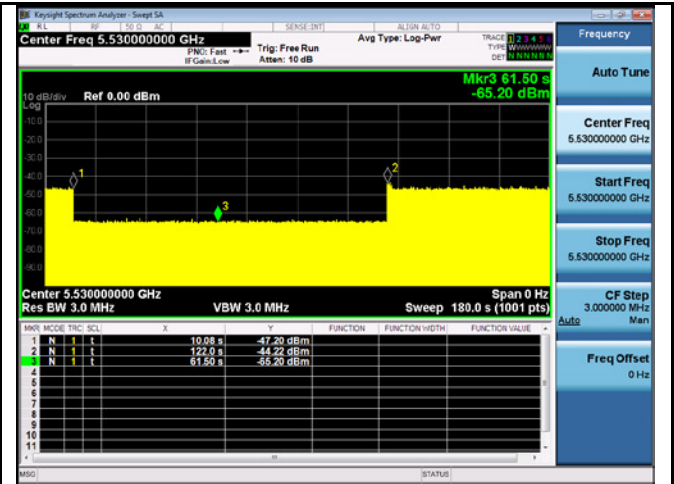 Keysight Spectrum Analyzer - Swept SA
RL RF 50 Ω AC SENSE:INT ALIGN AUTO
Center Freq 5.530000000 GHz
PNO: Fast
IFGain:Low
Trig: Free Run
Atten: 10 dB
Avg Type: Log-Pwr
TRACE 1 2 3 4 5 6
TYPE WWWWWW
DET N N N N N N
Mkr3 61.50 s
-65.20 dBm
10 dB/div Ref 0.00 dBm
Log
-10.0
-20.0
-30.0
-40.0
-50.0
-60.0
-70.0
-80.0
-90.0
1
2
3
Center 5.530000000 GHz Span 0 Hz
Res BW 3.0 MHz VBW 3.0 MHz Sweep 180.0 s (1001 pts)
MKR MODE TRC SCL X Y FUNCTION FUNCTION WIDTH FUNCTION VALUE
1 N 1 t 10.08 s -47.20 dBm
2 N 1 t 122.0 s -44.22 dBm
3 N 1 t 61.50 s -65.20 dBm
4
5
6
7
8
9
10
11
MSG STATUS
Frequency
Auto Tune
Center Freq
5.530000000 GHz
Start Freq
5.530000000 GHz
Stop Freq
5.530000000 GHz
CF Step
3.000000 MHz
Auto Man
Freq Offset
0 Hz